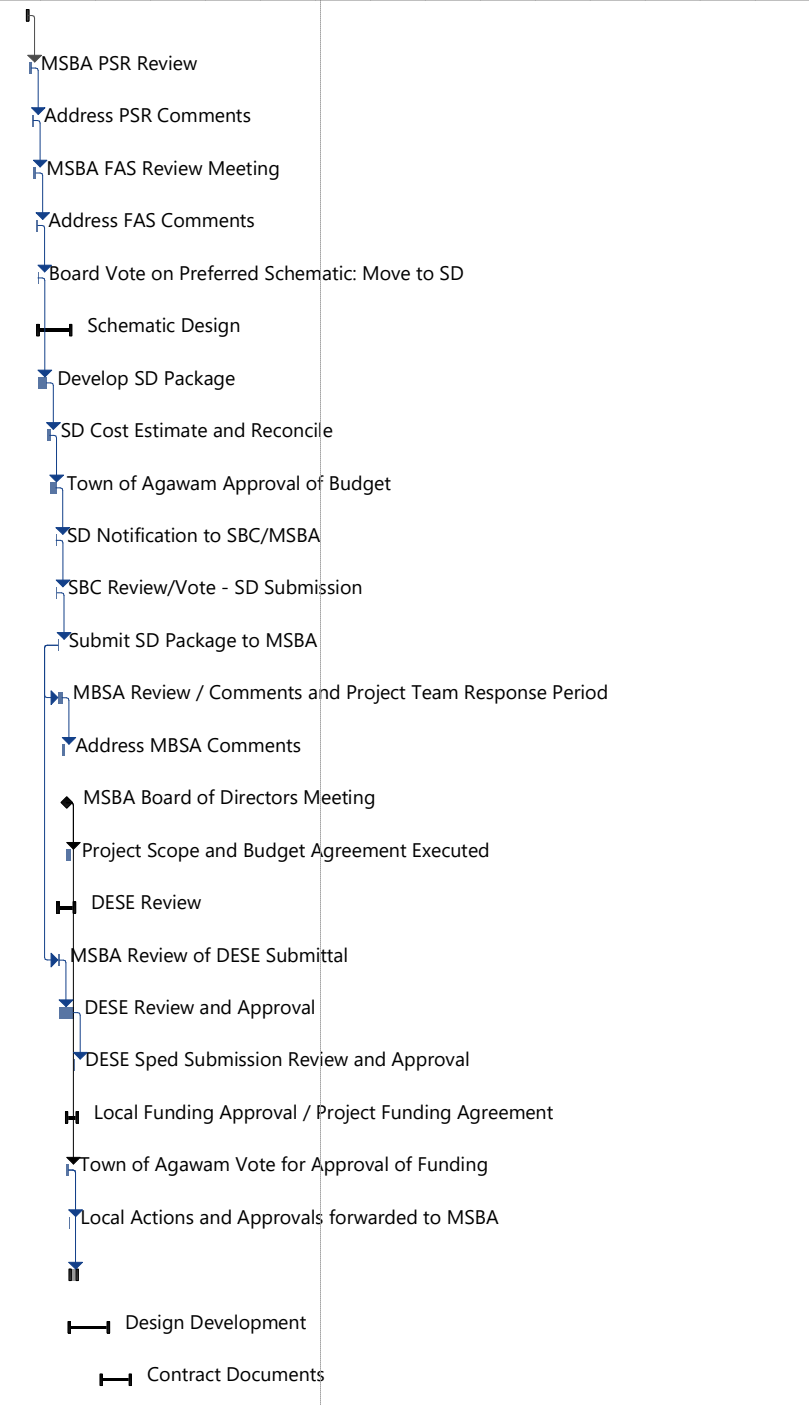 MSBA PSR Review
Address PSR Comments
MSBA FAS Review Meeting
Address FAS Comments
Board Vote on Preferred Schematic: Move to SD
Schematic Design
Develop SD Package
SD Cost Estimate and Reconcile
Town of Agawam Approval of Budget
SD Notification to SBC/MSBA
SBC Review/Vote - SD Submission
Submit SD Package to MSBA
MBSA Review / Comments and Project Team Response Period
Address MBSA Comments
MSBA Board of Directors Meeting
Project Scope and Budget Agreement Executed
DESE Review
MSBA Review of DESE Submittal
DESE Review and Approval
DESE Sped Submission Review and Approval
Local Funding Approval / Project Funding Agreement
Town of Agawam Vote for Approval of Funding
Local Actions and Approvals forwarded to MSBA
Design Development
Contract Documents